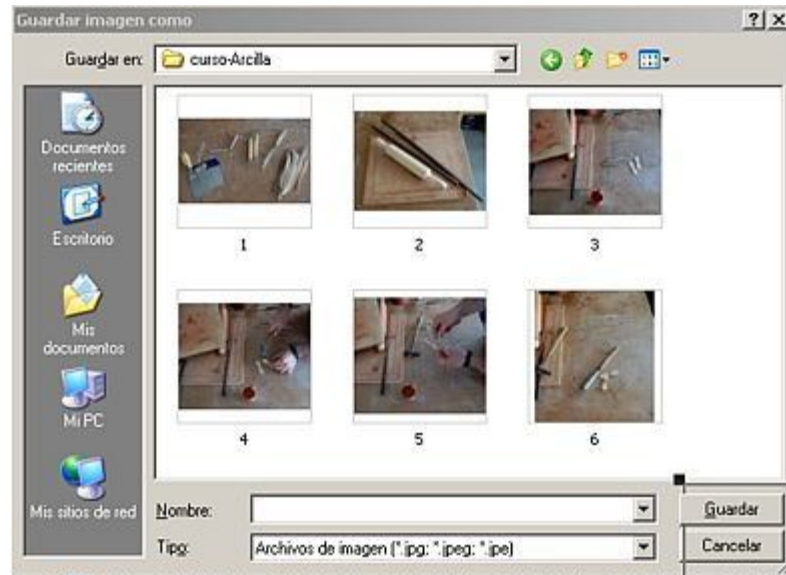 Guardar imagen como
Guardar en:
curso-Arcilla
Documentos
recientes
Escritorio
Mis
documentos
Mi PC
Mis sitios de red
1
2
3
4
5
6
Nombre:
Guardar
Tipo:
Archivos de imagen (*.jpg; *.jpeg; *.jpe)
Cancelar